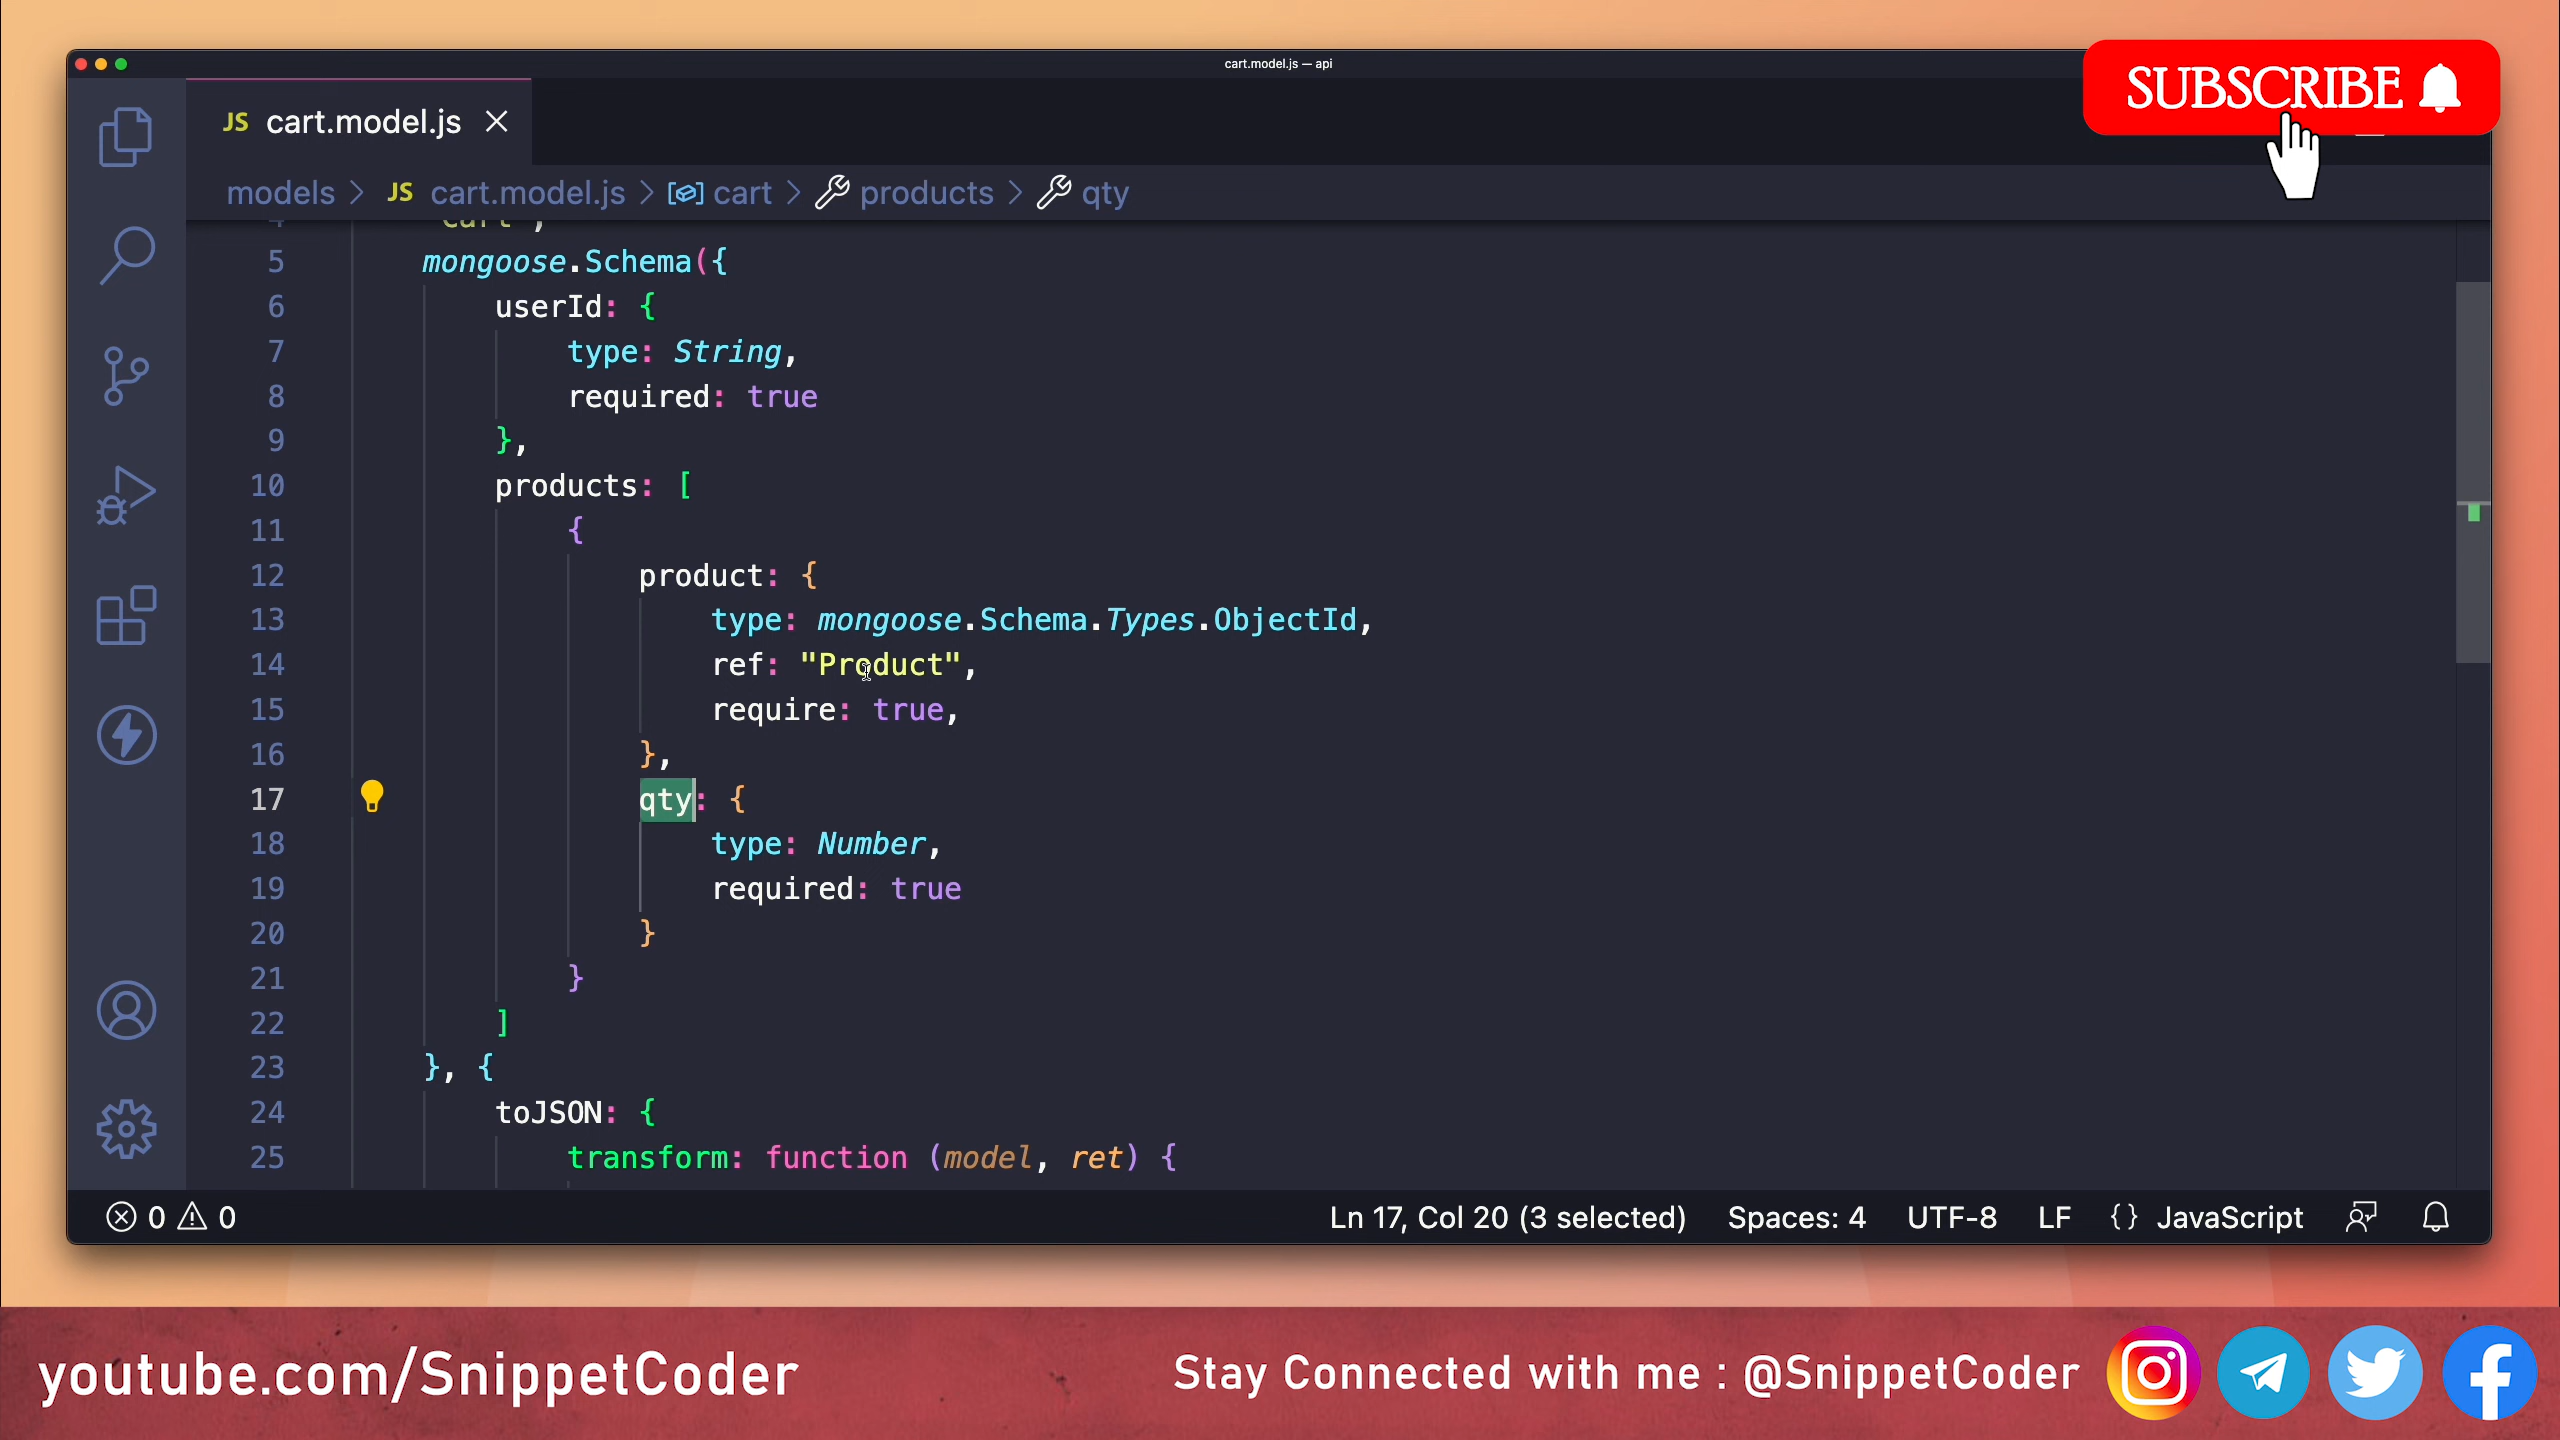 cart.model.js — api
SUBSCRIBE
JS cart.model.js
models > JS cart.model.js > cart > products > qty
4 "Cart",
5 mongoose.Schema({
6 userId: {
7 type: String,
8 required: true
9 },
10 products: [
11 {
12 product: {
13 type: mongoose.Schema.Types.ObjectId,
14 ref: "Product",
15 require: true,
16 },
17 qty: {
18 type: Number,
19 required: true
20 }
21 }
22 ]
23 }, {
24 toJSON: {
25 transform: function (model, ret) {
0 0 Ln 17, Col 20 (3 selected) Spaces: 4 UTF-8 LF {} JavaScript
youtube.com/SnippetCoder Stay Connected with me : @SnippetCoder